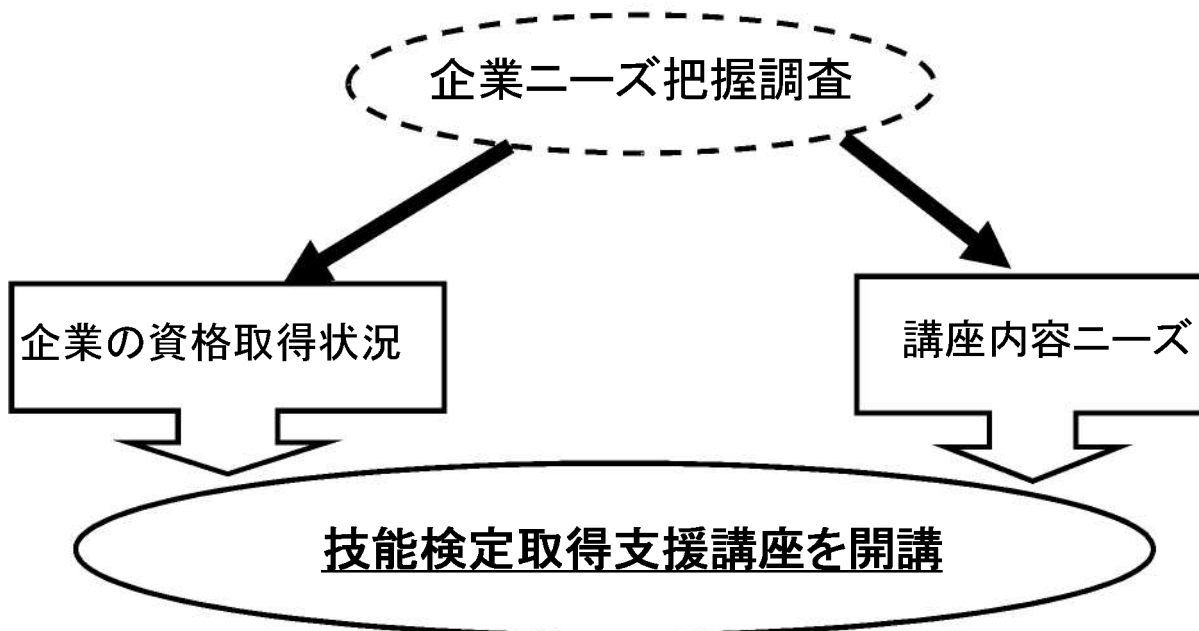 企業ニーズ把握調査
企業の資格取得状況
講座内容ニーズ
技能検定取得支援講座を開講